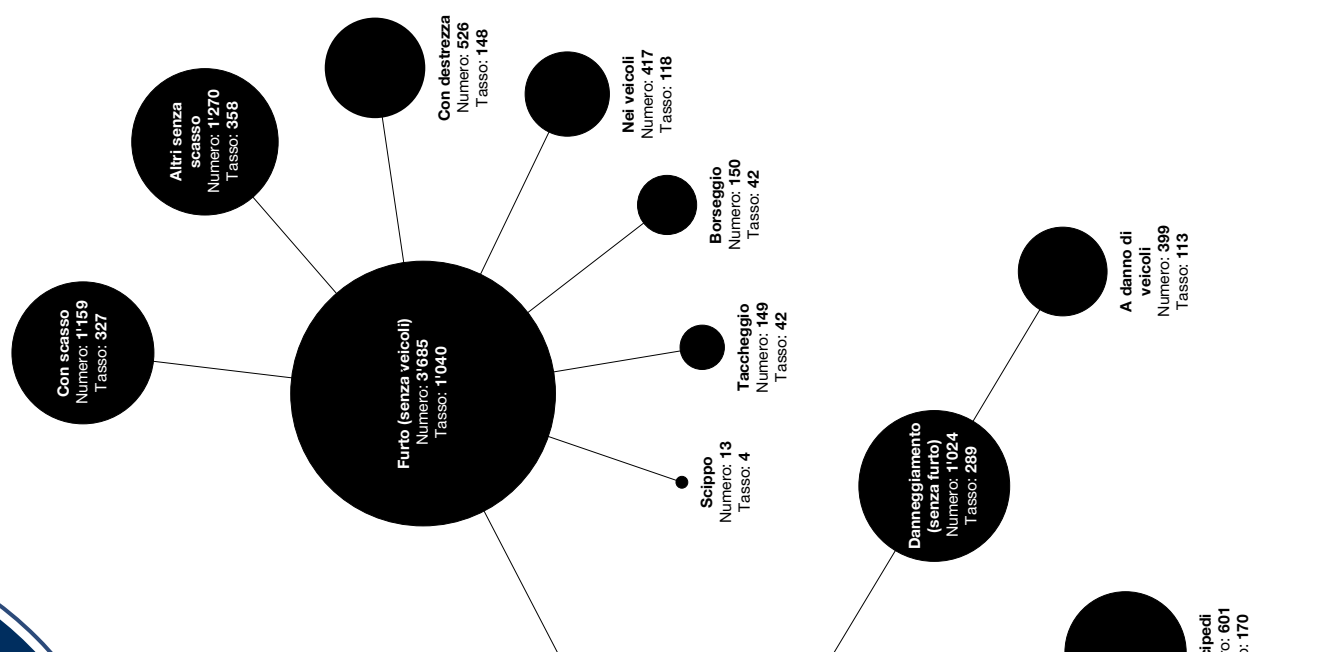 Con scasso
Numero: 1'159
Tasso: 327
Altri senza
scasso
Numero: 1'270
Tasso: 358
Con destrezza
Numero: 526
Tasso: 148
Nei veicoli
Numero: 417
Tasso: 118
Borseggio
Numero: 150
Tasso: 42
Taccheggio
Numero: 149
Tasso: 42
Scippo
Numero: 13
Tasso: 4
Furto (senza veicoli)
Numero: 3'685
Tasso: 1'040
Danneggiamento
(senza furto)
Numero: 1'024
Tasso: 289
A danno di
veicoli
Numero: 399
Tasso: 113
601
170